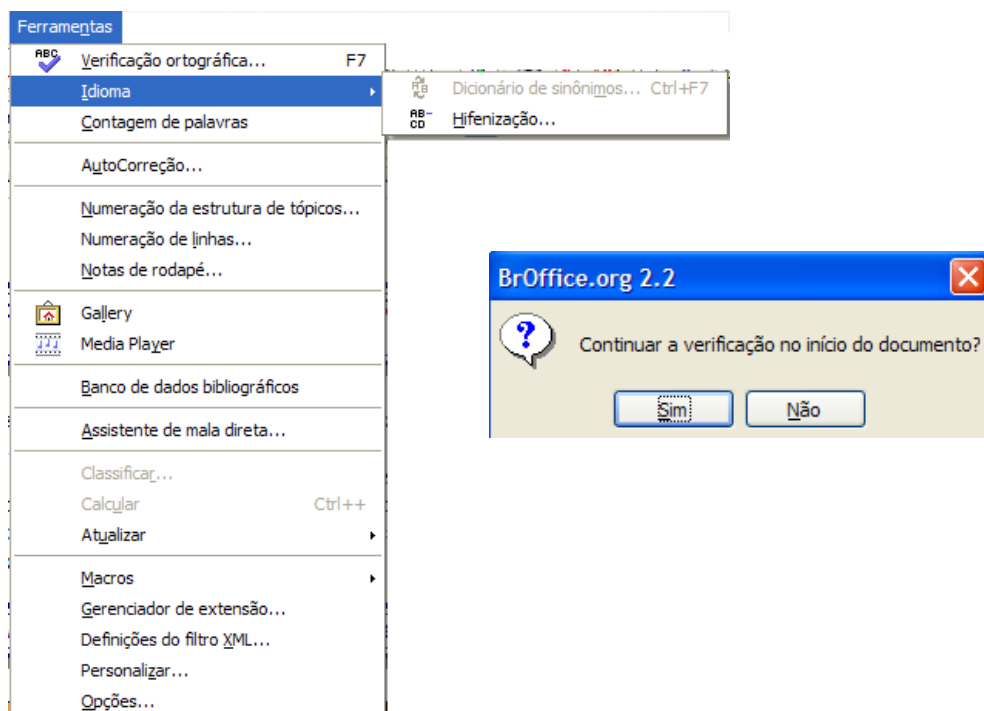 Ferramentas
ABC Verificação ortográfica... F7
Idioma
Dicionário de sinônimos... Ctrl+F7
Contagem de palavras
AB-CD Hifenização...
AutoCorreção...
Numeração da estrutura de tópicos...
Numeração de linhas...
Notas de rodapé...
Gallery
Media Player
Banco de dados bibliográficos
Assistente de mala direta...
Classificar...
Calcular Ctrl++
Atualizar
Macros
Gerenciador de extensão...
Definições do filtro XML...
Personalizar...
Opções...
BrOffice.org 2.2
Continuar a verificação no início do documento?
Sim Não